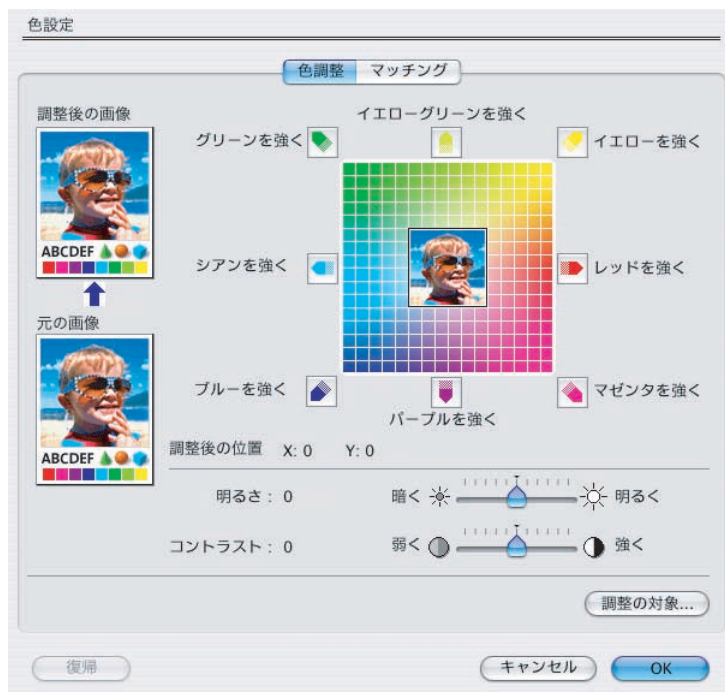 色設定
色調整 マッチング
調整後の画像
イエローグリーンを強く
グリーンを強く
イエローを強く
ABCDEF
シアンを強く
レッドを強く
元の画像
ブルーを強く
マゼンタを強く
パープルを強く
ABCDEF
調整後の位置 X: 0 Y: 0
明るさ : 0 暗く 明るく
コントラスト : 0 弱く 強く
調整の対象...
復帰 キャンセル OK